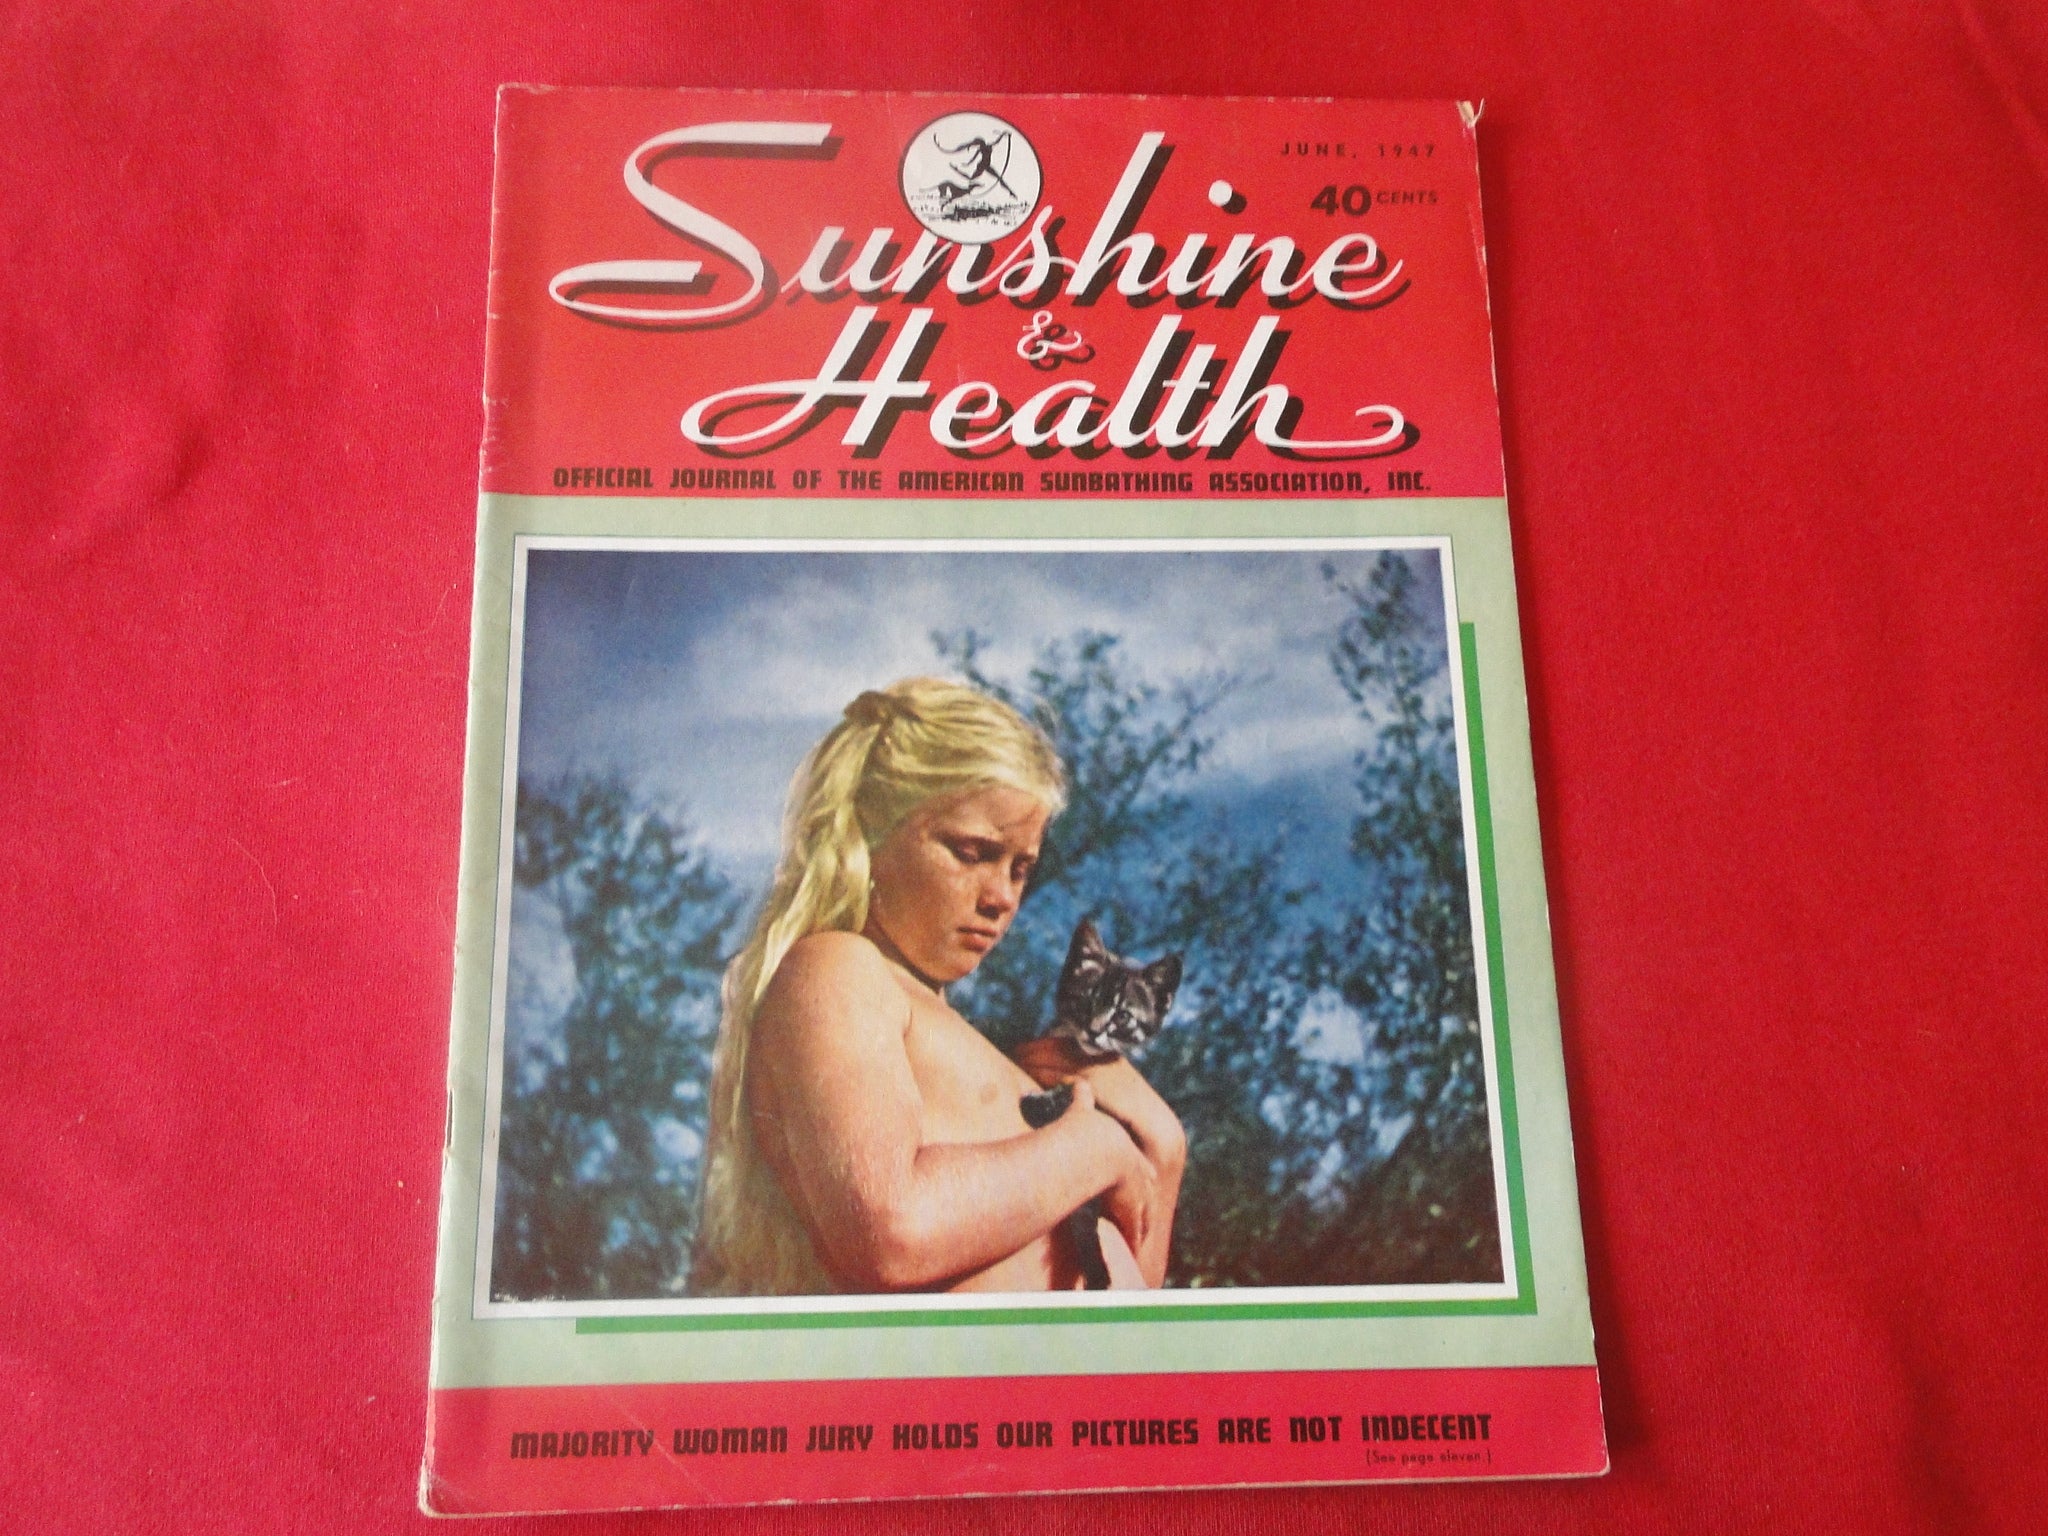 JUNE, 1947
40 CENTS
Sunshine
&
Health
OFFICIAL JOURNAL OF THE AMERICAN SUNBATHING ASSOCIATION, INC.
MAJORITY WOMAN JURY HOLDS OUR PICTURES ARE NOT INDECENT
(See page eleven.)